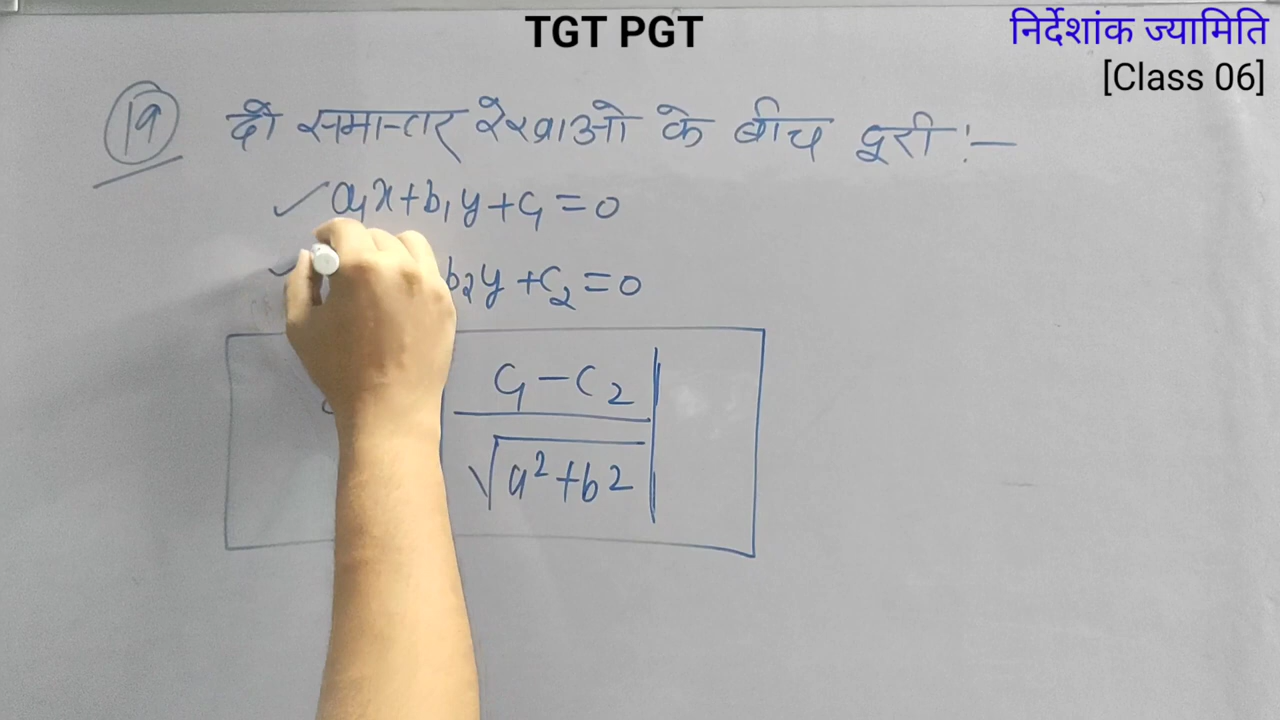 TGT PGT
निर्देशांक ज्यामिति
[Class 06]
19 दो समान्तर रेखाओ के बीच दूरी :-
a₁x+b₁y+c₁=0
b₂y+c₂=0
c₁-c₂
√a²+b²